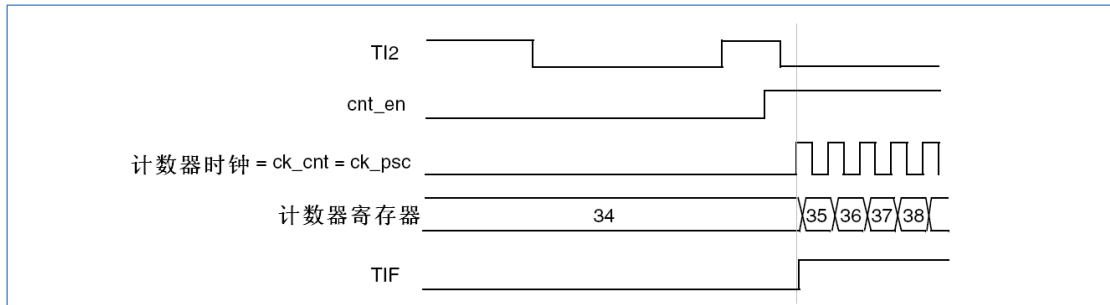 TI2
cnt_en
计数器时钟 = ck_cnt = ck_psc
计数器寄存器 34 35 36 37 38
TIF